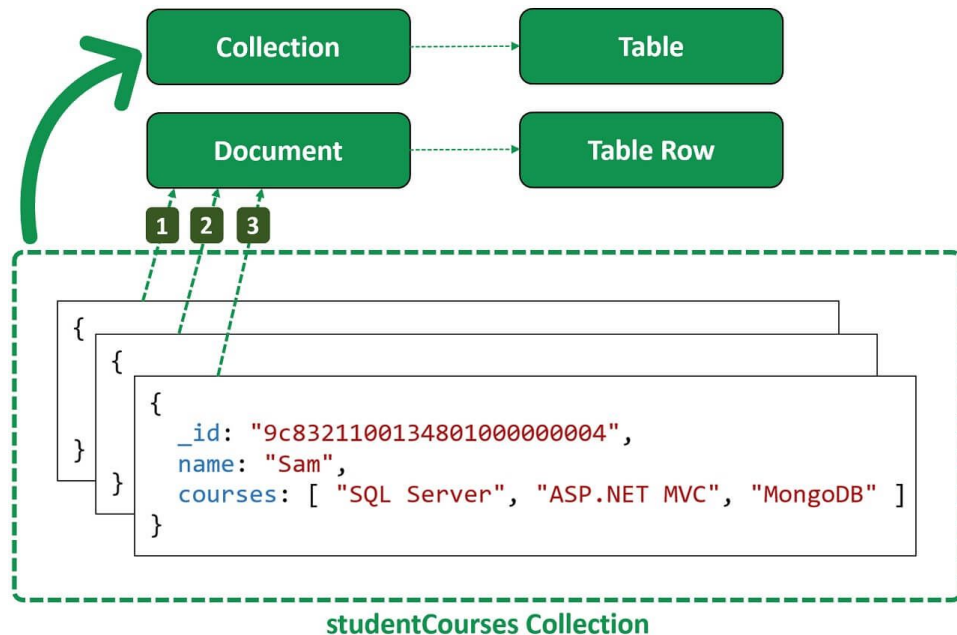 Collection
Table
Document
Table Row
1
2
3
{
}
{
}
{
_id: "9c8321100134801000000004",
name: "Sam",
courses: [ "SQL Server", "ASP.NET MVC", "MongoDB" ]
}
studentCourses Collection